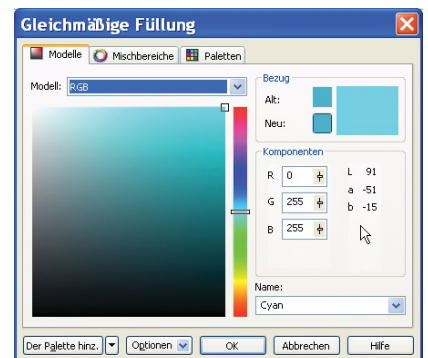 Gleichmäßige Füllung
Modelle Mischbereiche Paletten
Modell: RGB
Bezug
Alt:
Neu:
Komponenten
R 0 L 91
G 255 a -51
B 255 b -15
Name:
Cyan
Der Palette hinz. Optionen OK Abbrechen Hilfe